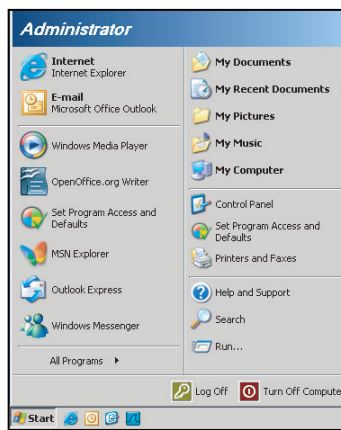 Administrator
Internet
Internet Explorer
E-mail
Microsoft Office Outlook
Windows Media Player
OpenOffice.org Writer
Set Program Access and
Defaults
MSN Explorer
Outlook Express
Windows Messenger
All Programs
My Documents
My Recent Documents
My Pictures
My Music
My Computer
Control Panel
Set Program Access and
Defaults
Printers and Faxes
Help and Support
Search
Run...
Log Off
Turn Off Compute
Start